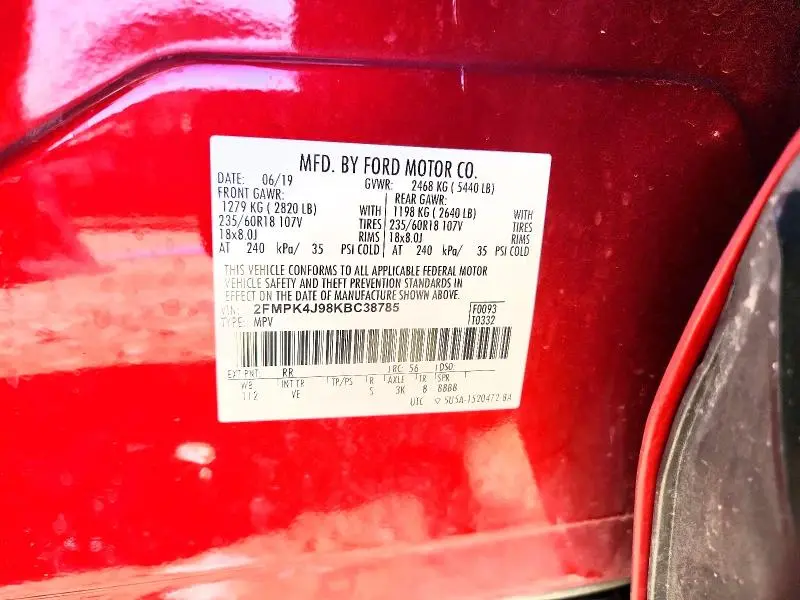 MFD. BY FORD MOTOR CO.
DATE: 06/19 GVWR: 2468 KG ( 5440 LB)
FRONT GAWR: REAR GAWR:
1279 KG ( 2820 LB) WITH 1198 KG ( 2640 LB) WITH
235/60R18 107V TIRES 235/60R18 107V TIRES
18x8.0J RIMS 18x8.0J RIMS
AT 240 kPa/ 35 PSI COLD AT 240 kPa/ 35 PSI COLD
THIS VEHICLE CONFORMS TO ALL APPLICABLE FEDERAL MOTOR
VEHICLE SAFETY AND THEFT PREVENTION STANDARDS IN
EFFECT ON THE DATE OF MANUFACTURE SHOWN ABOVE.
VIN: 2FMPK4J98KBC38785 F0093
TYPE: MPV T0332
EXT PNT: RR RC: 56 DSO:
WB INT TR TP/PS R AXLE TR SPR
112 VE S 3K 8 BBBB
UTC